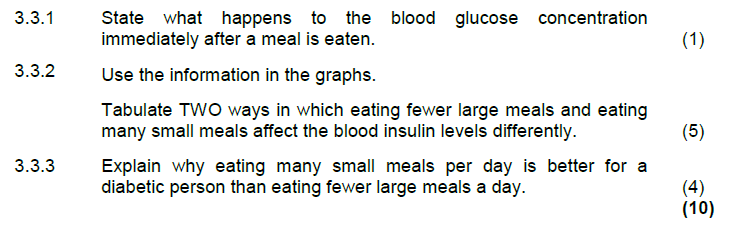 3.3.1 State what happens to the blood glucose concentration
immediately after a meal is eaten. (1)
3.3.2 Use the information in the graphs.
Tabulate TWO ways in which eating fewer large meals and eating
many small meals affect the blood insulin levels differently. (5)
3.3.3 Explain why eating many small meals per day is better for a
diabetic person than eating fewer large meals a day. (4)
(10)